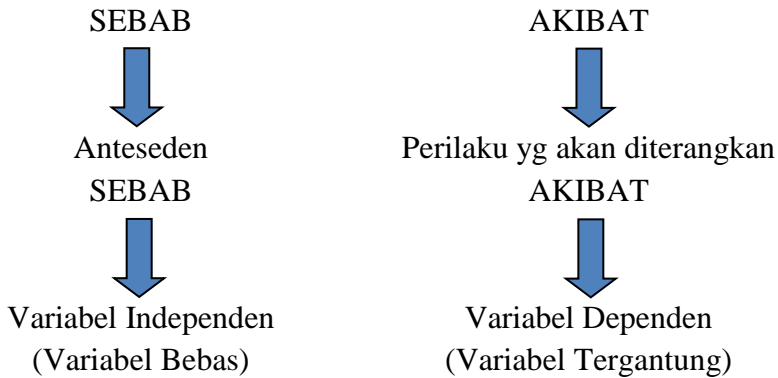 SEBAB
AKIBAT
Anteseden
Perilaku yg akan diterangkan
SEBAB
AKIBAT
Variabel Independen
(Variabel Bebas)
Variabel Dependen
(Variabel Tergantung)